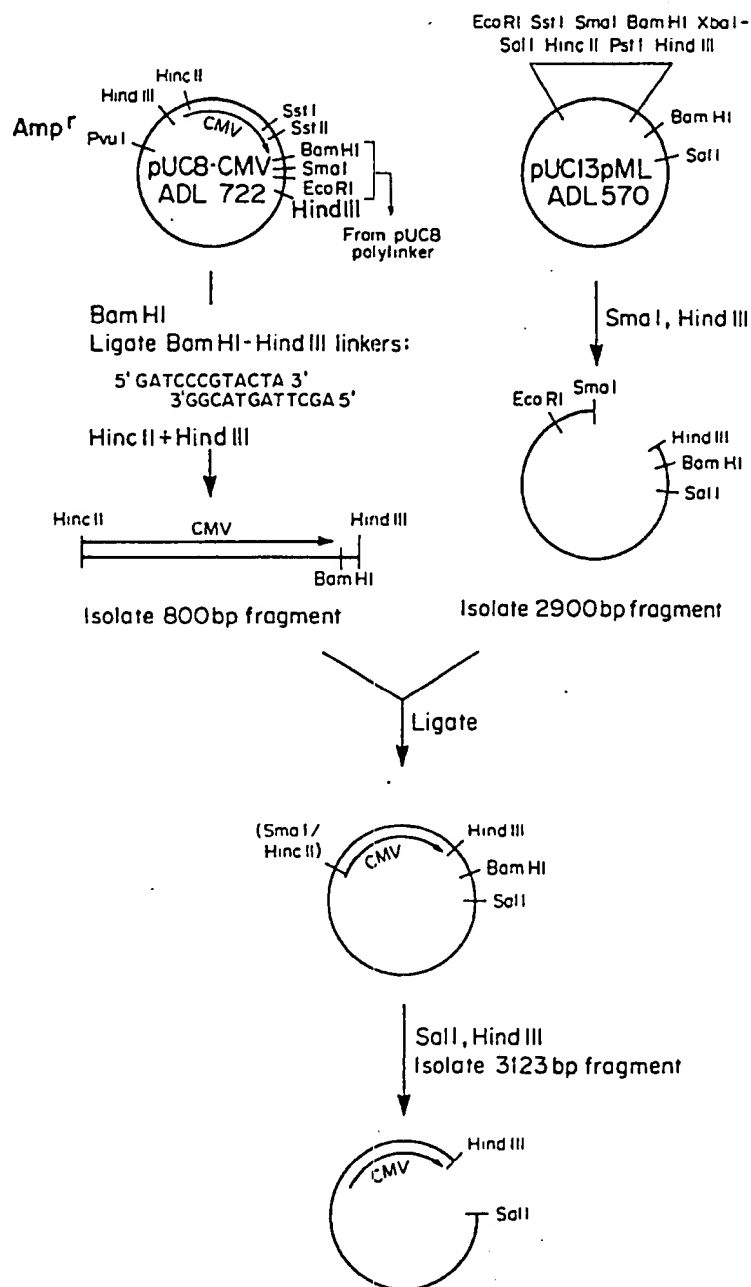 EcoRI SstI SmaI BamHI XbaI-
SalI HincII PstI HindIII
HincII
HindIII
CMV
Amp^r
PvuI
SstI
SstII
BamHI
SmaI
EcoRI
HindIII
pUC8-CMV
ADL 722
From pUC8
polylinker
BamHI
SalI
pUC13pML
ADL570
BamHI
Ligate BamHI-HindIII linkers:
5' GATCCCGTACTA 3'
3'GGCATGATTCGA 5'
HincII + HindIII
SmaI, HindIII
EcoRI
SmaI
HindIII
BamHI
SalI
HincII
CMV
HindIII
BamHI
Isolate 800bp fragment
Isolate 2900bp fragment
Ligate
(SmaI/
HincII)
CMV
HindIII
BamHI
SalI
SalI, HindIII
Isolate 3123bp fragment
CMV
HindIII
SalI